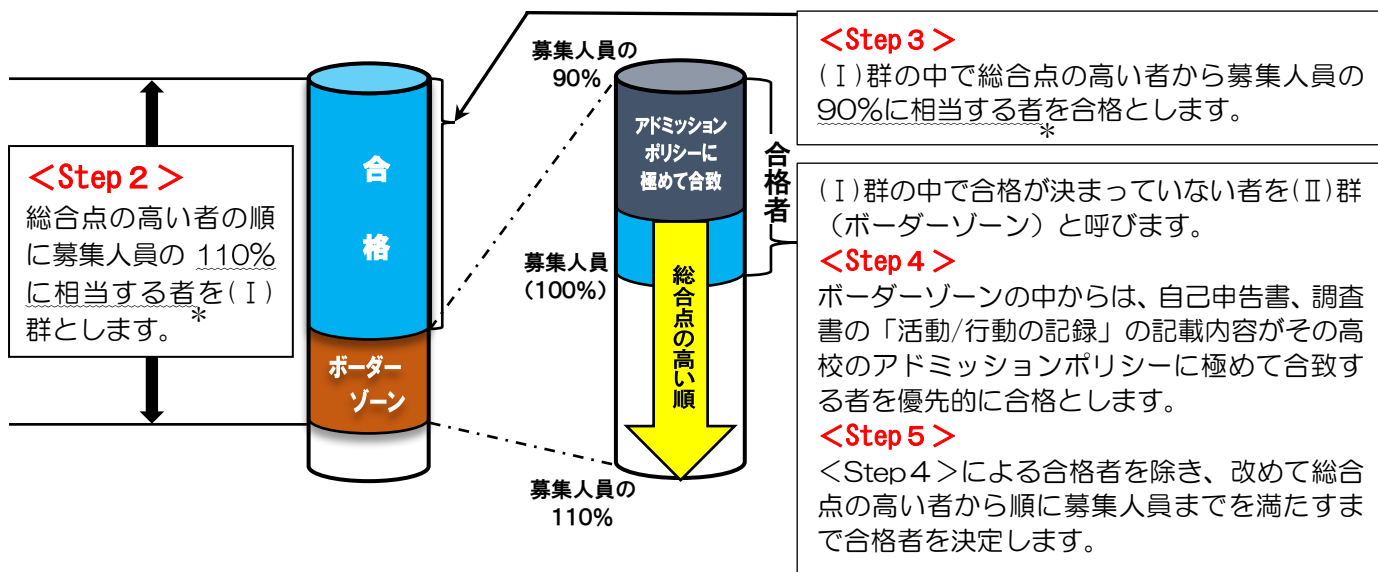 <Step2>
総合点の高い者の順
に募集人員の 110%
に相当する者を(Ⅰ)
群とします。 *
合
格
ボーダー
ゾーン
募集人員の
90%
アドミッション
ポリシーに
極めて合致
合格者
募集人員
(100%)
総合点の高い順
募集人員の
110%
<Step3>
(Ⅰ)群の中で総合点の高い者から募集人員の
90%に相当する者を合格とします。
*
(Ⅰ)群の中で合格が決まっていない者を(Ⅱ)群
(ボーダーゾーン)と呼びます。
<Step4>
ボーダーゾーンの中からは、自己申告書、調査
書の「活動/行動の記録」の記載内容がその高
校のアドミッションポリシーに極めて合致す
る者を優先的に合格とします。
<Step5>
<Step4>による合格者を除き、改めて総合
点の高い者から順に募集人員までを満たすま
で合格者を決定します。